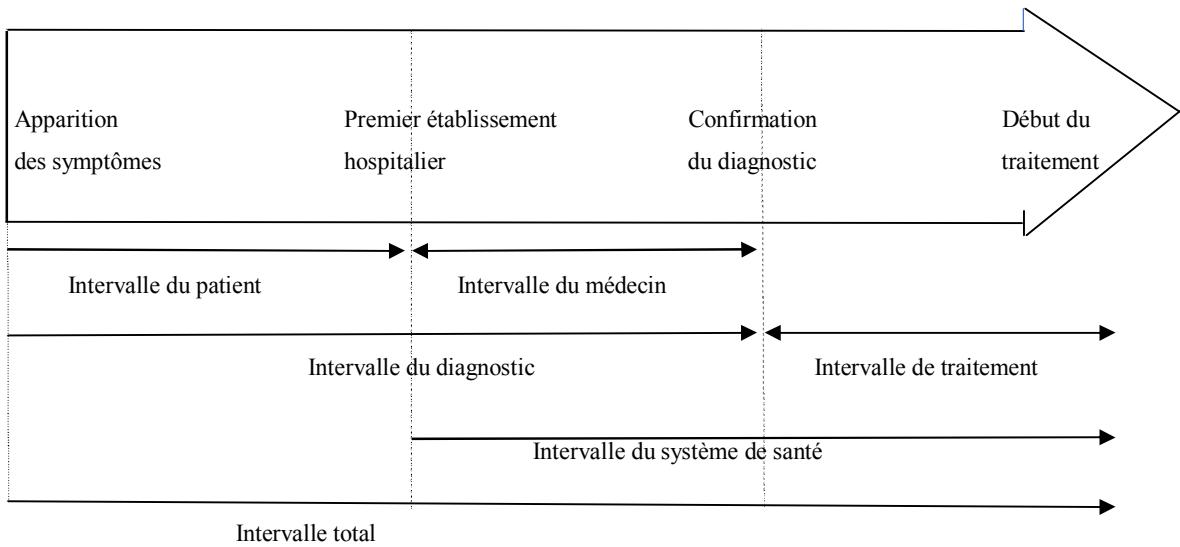 Apparition
des symptômes
Premier établissement
hospitalier
Confirmation
du diagnostic
Début du
traitement
Intervalle du patient
Intervalle du médecin
Intervalle du diagnostic
Intervalle de traitement
Intervalle du système de santé
Intervalle total